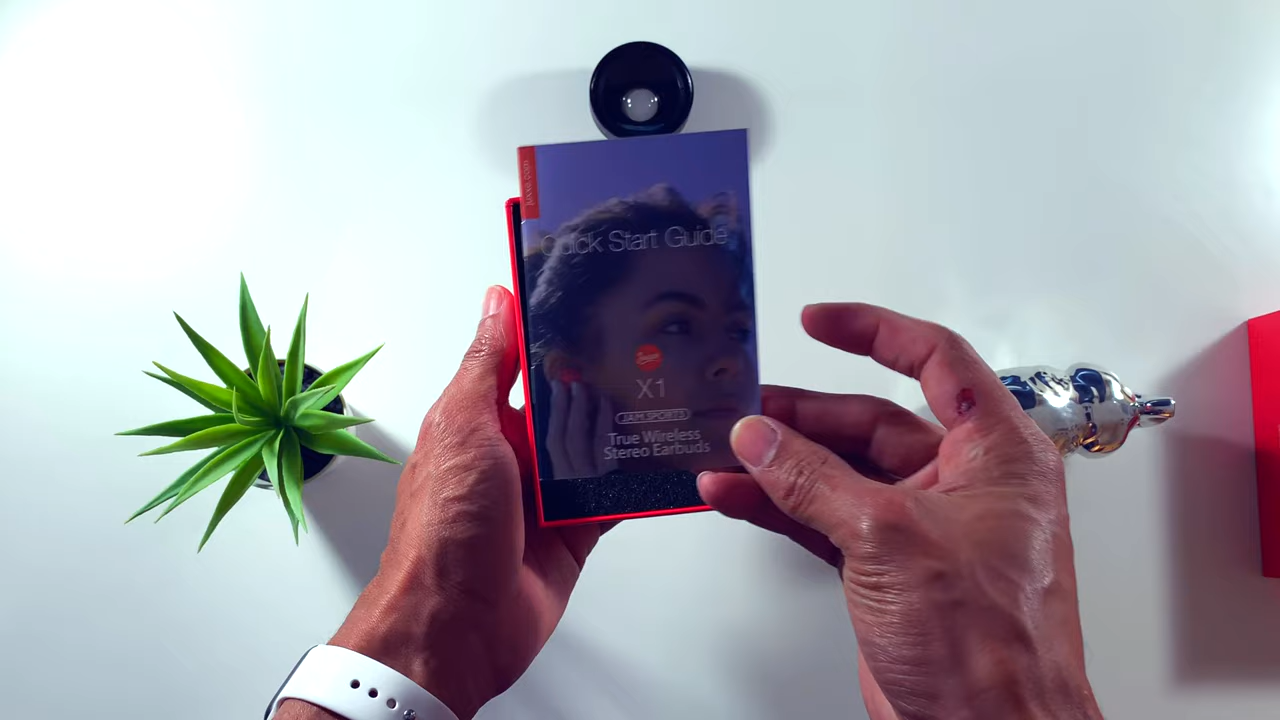 Quick Start Guide
X1
JAM SPORTS
True Wireless
Stereo Earbuds